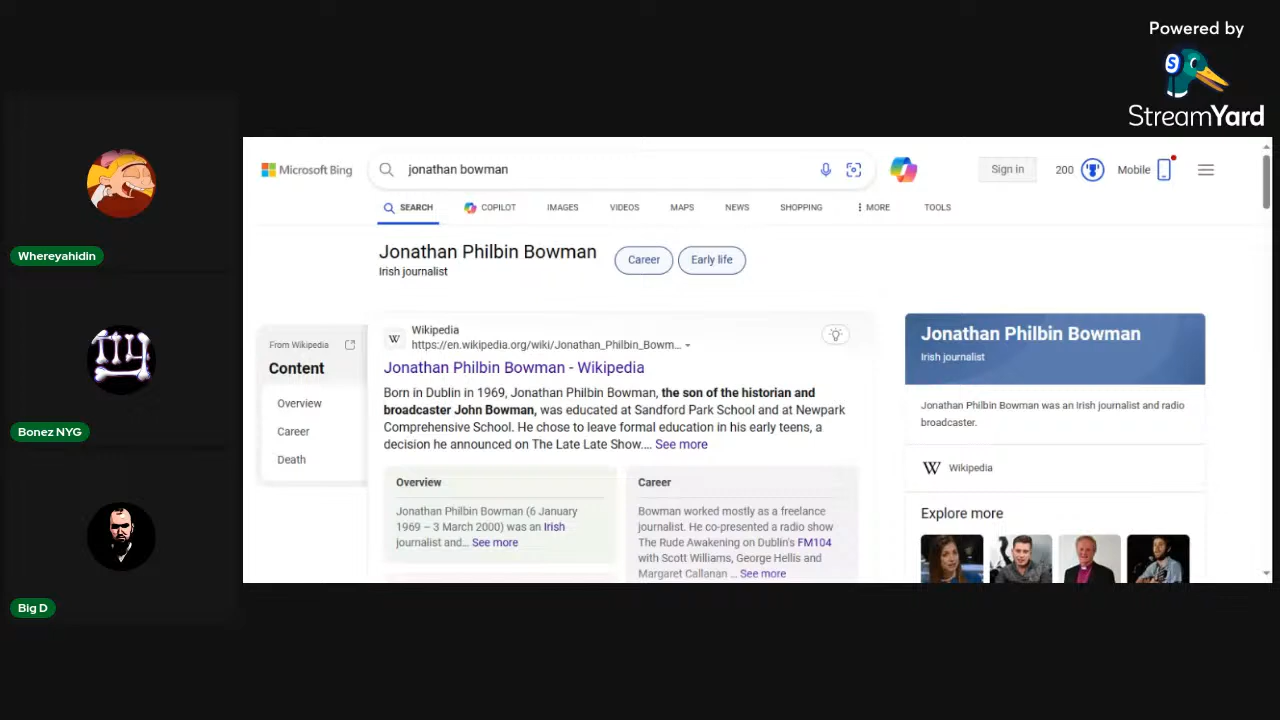 Powered by
StreamYard
Whereyahidin
Bonez NYG
Big D
Microsoft Bing
jonathan bowman
Sign in
200
Mobile
SEARCH
COPILOT
IMAGES
VIDEOS
MAPS
NEWS
SHOPPING
MORE
TOOLS
Jonathan Philbin Bowman
Irish journalist
Career
Early life
From Wikipedia
Content
Overview
Career
Death
Wikipedia
https://en.wikipedia.org/wiki/Jonathan_Philbin_Bowm...
Jonathan Philbin Bowman - Wikipedia
Born in Dublin in 1969, Jonathan Philbin Bowman, the son of the historian and
broadcaster John Bowman, was educated at Sandford Park School and at Newpark
Comprehensive School. He chose to leave formal education in his early teens, a
decision he announced on The Late Late Show.... See more
Overview
Jonathan Philbin Bowman (6 January
1969 – 3 March 2000) was an Irish
journalist and... See more
Career
Bowman worked mostly as a freelance
journalist. He co-presented a radio show
The Rude Awakening on Dublin's FM104
with Scott Williams, George Hellis and
Margaret Callanan ... See more
Jonathan Philbin Bowman
Irish journalist
Jonathan Philbin Bowman was an Irish journalist and radio
broadcaster.
Wikipedia
Explore more